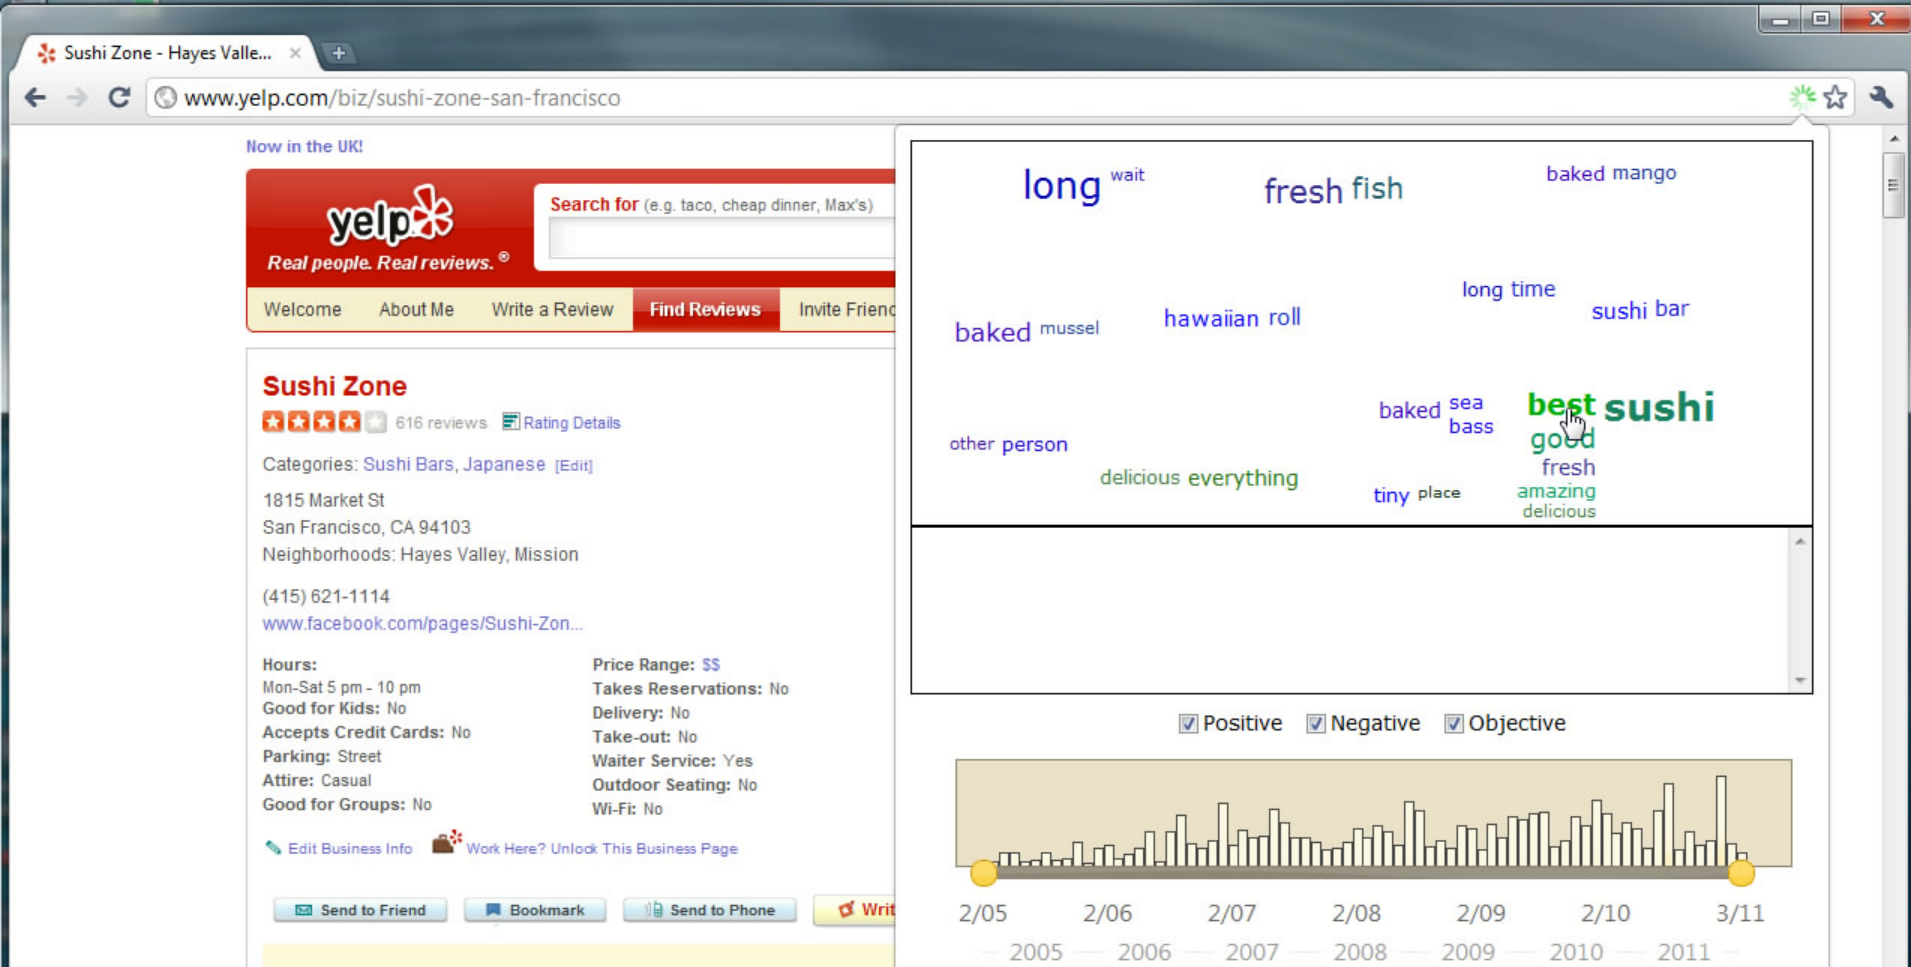 Sushi Zone - Hayes Valle...
www.yelp.com/biz/sushi-zone-san-francisco
Now in the UK!
yelp
Real people. Real reviews. ®
Search for (e.g. taco, cheap dinner, Max's)
Welcome About Me Write a Review Find Reviews Invite Frienc
Sushi Zone
616 reviews Rating Details
Categories: Sushi Bars, Japanese [Edit]
1815 Market St
San Francisco, CA 94103
Neighborhoods: Hayes Valley, Mission
(415) 621-1114
www.facebook.com/pages/Sushi-Zon...
Hours:
Mon-Sat 5 pm - 10 pm
Good for Kids: No
Accepts Credit Cards: No
Parking: Street
Attire: Casual
Good for Groups: No
Price Range: $$
Takes Reservations: No
Delivery: No
Take-out: No
Waiter Service: Yes
Outdoor Seating: No
Wi-Fi: No
Edit Business Info Work Here? Unlock This Business Page
Send to Friend Bookmark Send to Phone Writ
long wait
fresh fish
baked mango
long time
sushi bar
hawaiian roll
baked mussel
baked sea bass
best sushi
good
fresh
amazing
delicious
other person
delicious everything
tiny place
Positive Negative Objective
2/05 2/06 2/07 2/08 2/09 2/10 3/11
2005 2006 2007 2008 2009 2010 2011